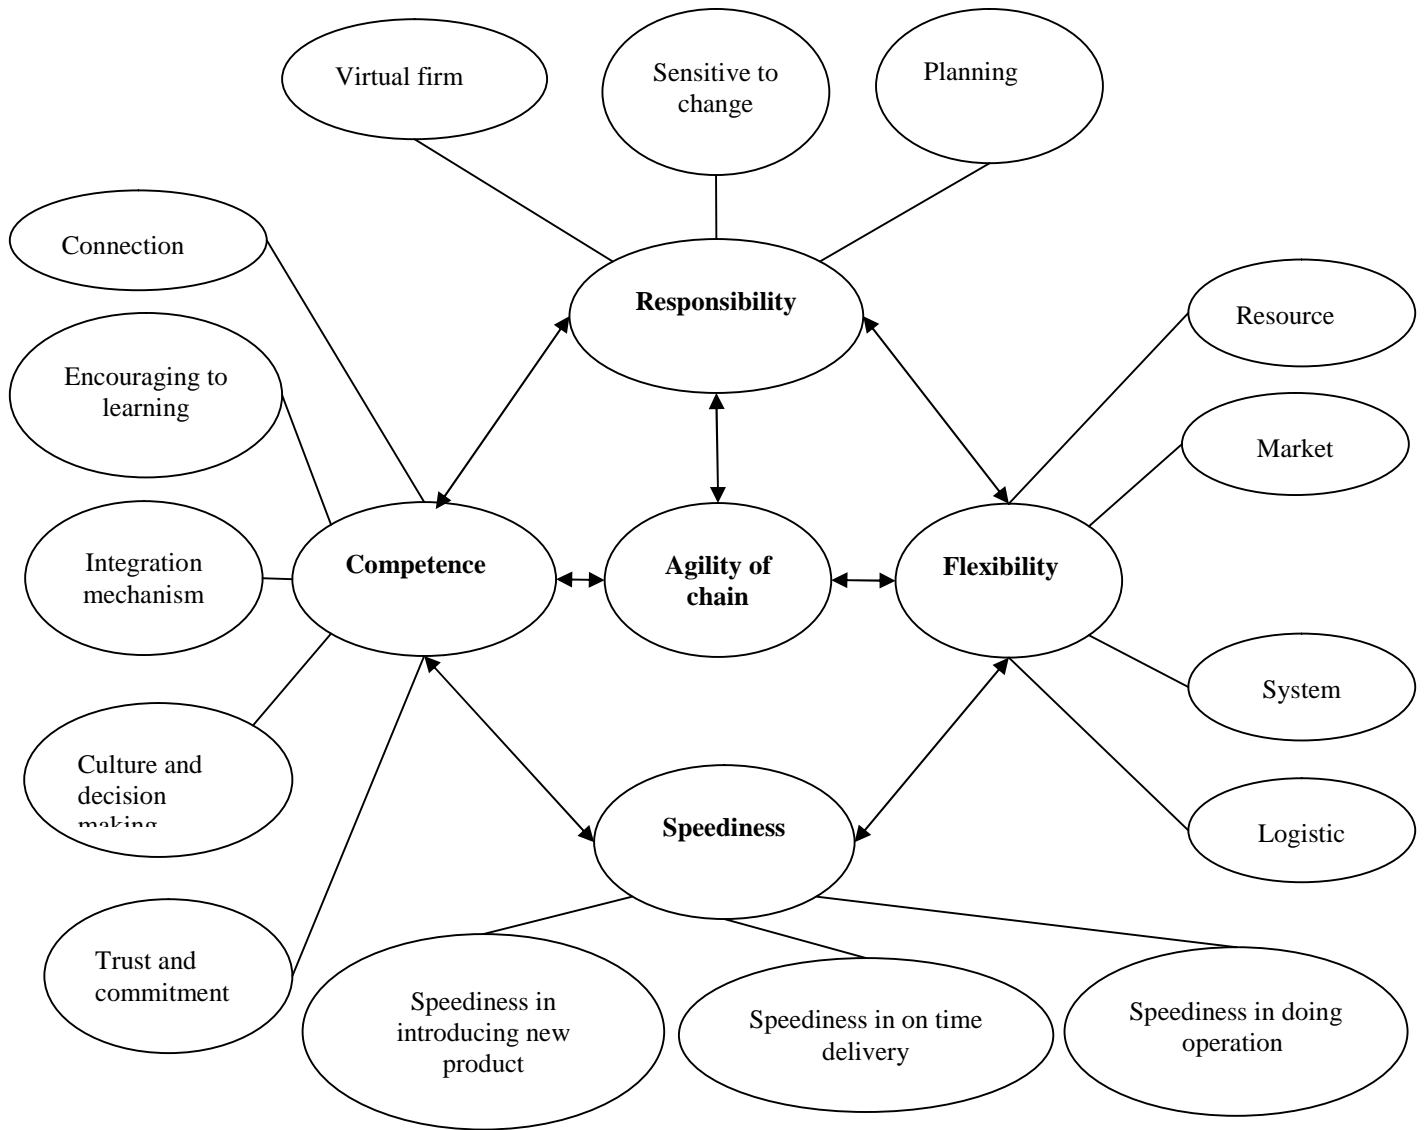 Virtual firm
Sensitive to
change
Planning
Connection
Responsibility
Resource
Encouraging to
learning
Market
Integration
mechanism
Competence
Agility of
chain
Flexibility
System
Culture and
decision
making
Speediness
Logistic
Trust and
commitment
Speediness in
introducing new
product
Speediness in on time
delivery
Speediness in doing
operation